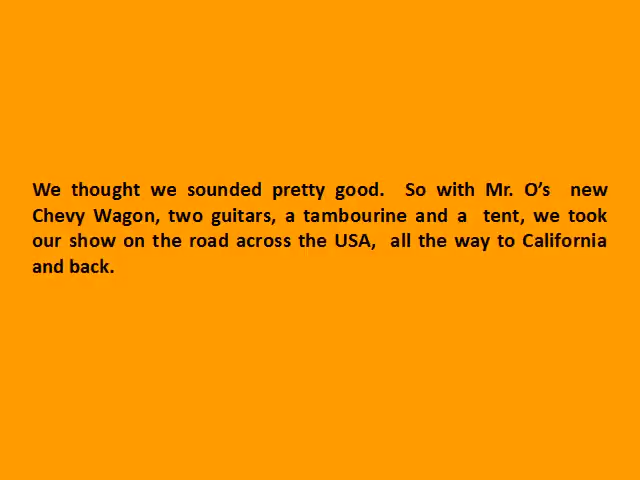 We thought we sounded pretty good.  So with Mr. O’s  new
Chevy Wagon, two guitars, a tambourine and a  tent, we took
our show on the road across the USA,  all the way to California
and back.